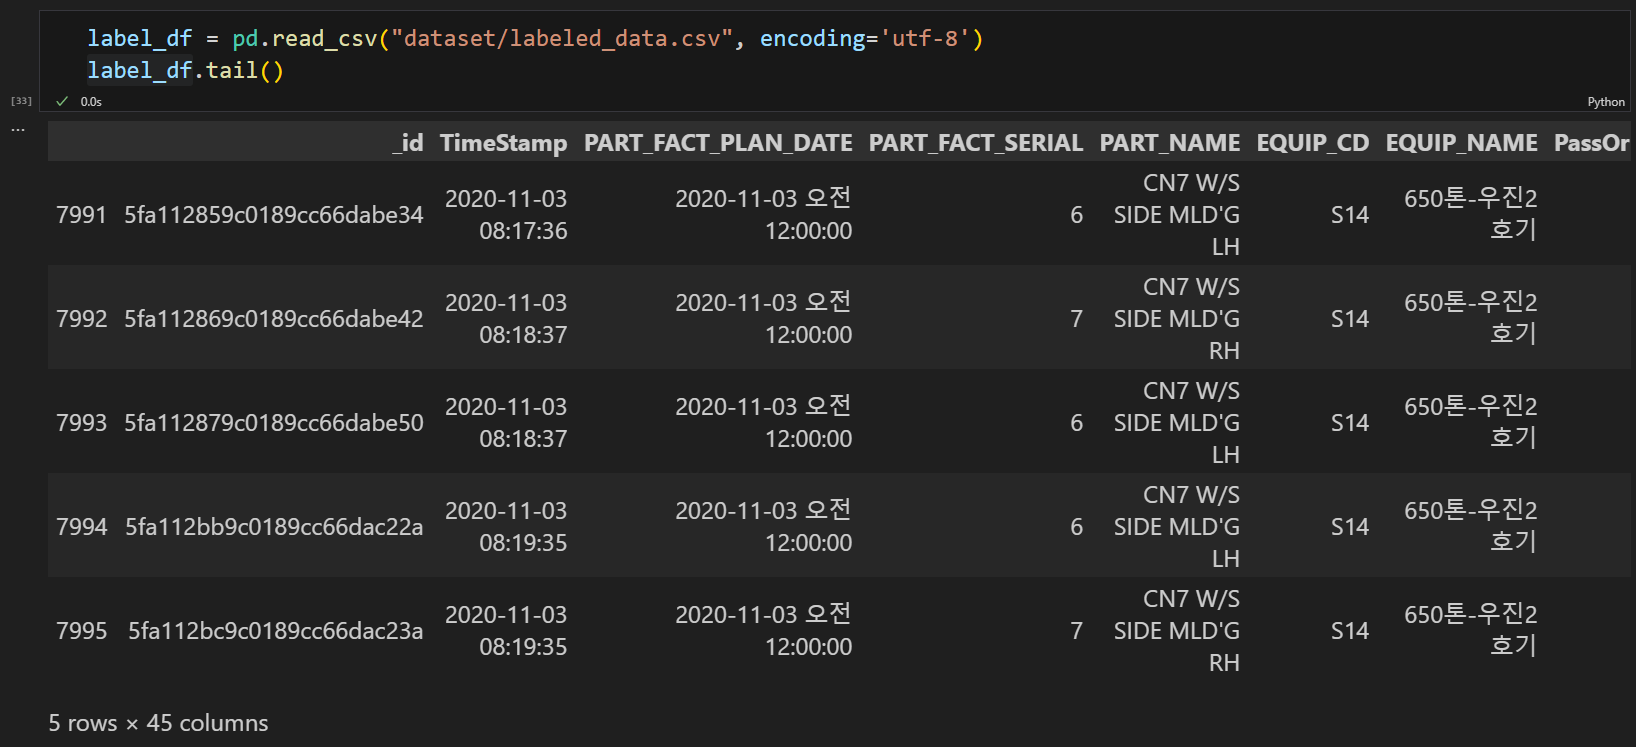 label_df = pd.read_csv("dataset/labeled_data.csv", encoding='utf-8')
label_df.tail()
[33] ✓ 0.0s Python
...
_id TimeStamp PART_FACT_PLAN_DATE PART_FACT_SERIAL PART_NAME EQUIP_CD EQUIP_NAME PassOr
7991 5fa112859c0189cc66dabe34 2020-11-03 08:17:36 2020-11-03 오전 12:00:00 6 CN7 W/S SIDE MLD'G LH S14 650톤-우진2호기
7992 5fa112869c0189cc66dabe42 2020-11-03 08:18:37 2020-11-03 오전 12:00:00 7 CN7 W/S SIDE MLD'G RH S14 650톤-우진2호기
7993 5fa112879c0189cc66dabe50 2020-11-03 08:18:37 2020-11-03 오전 12:00:00 6 CN7 W/S SIDE MLD'G LH S14 650톤-우진2호기
7994 5fa112bb9c0189cc66dac22a 2020-11-03 08:19:35 2020-11-03 오전 12:00:00 6 CN7 W/S SIDE MLD'G LH S14 650톤-우진2호기
7995 5fa112bc9c0189cc66dac23a 2020-11-03 08:19:35 2020-11-03 오전 12:00:00 7 CN7 W/S SIDE MLD'G RH S14 650톤-우진2호기
5 rows × 45 columns